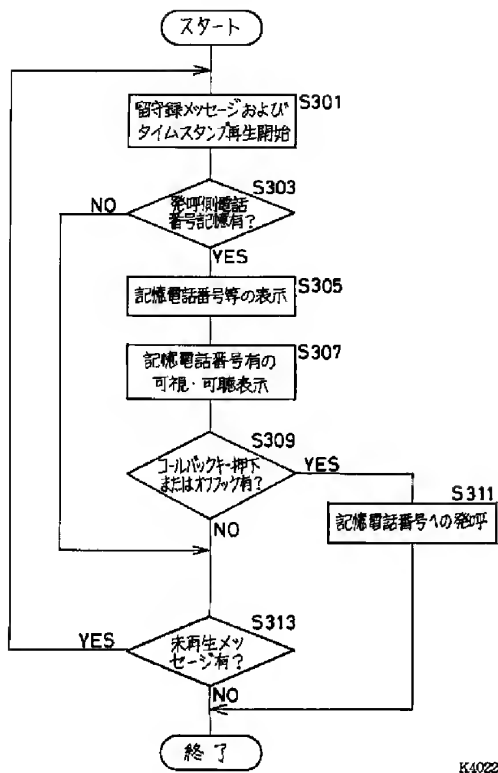 スタート
S301
留守録メッセージおよび
タイムスタンプ再生開始
S303
NO
発呼側電話
番号記憶有?
YES
S305
記憶電話番号等の表示
S307
記憶電話番号有の
可視・可聴表示
S309
コールバックキー押下
またはオフフック有?
YES
NO
S311
記憶電話番号への発呼
S313
YES
未再生メッ
セージ有?
NO
終了
K4022